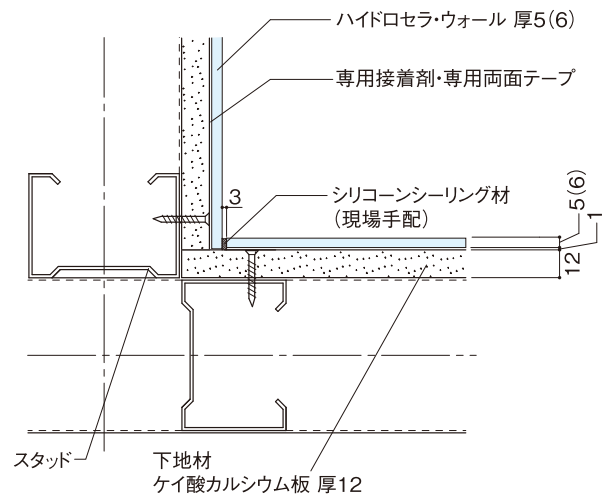 ハイドロセラ・ウォール 厚5(6)
専用接着剤・専用両面テープ
3
シリコーンシーリング材
(現場手配)
5(6)
1
12
スタッド
下地材
ケイ酸カルシウム板 厚12